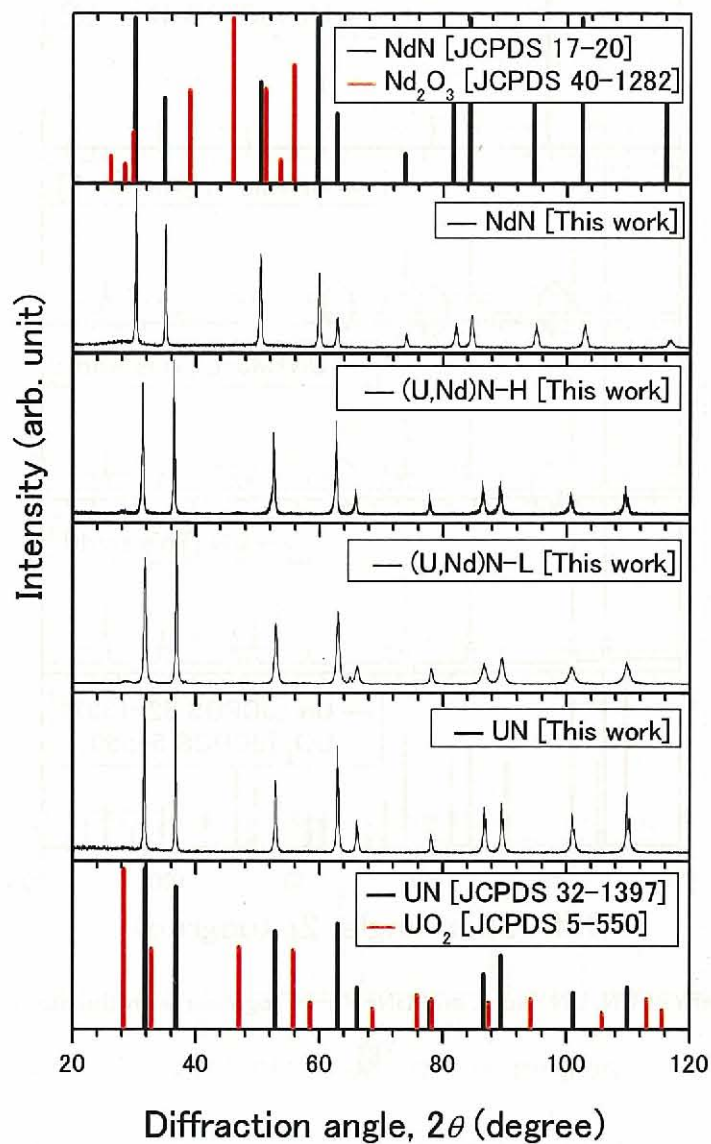 NdN [JCPDS 17-20]
Nd₂O₃ [JCPDS 40-1282]
NdN [This work]
(U,Nd)N-H [This work]
(U,Nd)N-L [This work]
UN [This work]
UN [JCPDS 32-1397]
UO₂ [JCPDS 5-550]
Intensity (arb. unit)
20 40 60 80 100 120
Diffraction angle, 2θ (degree)